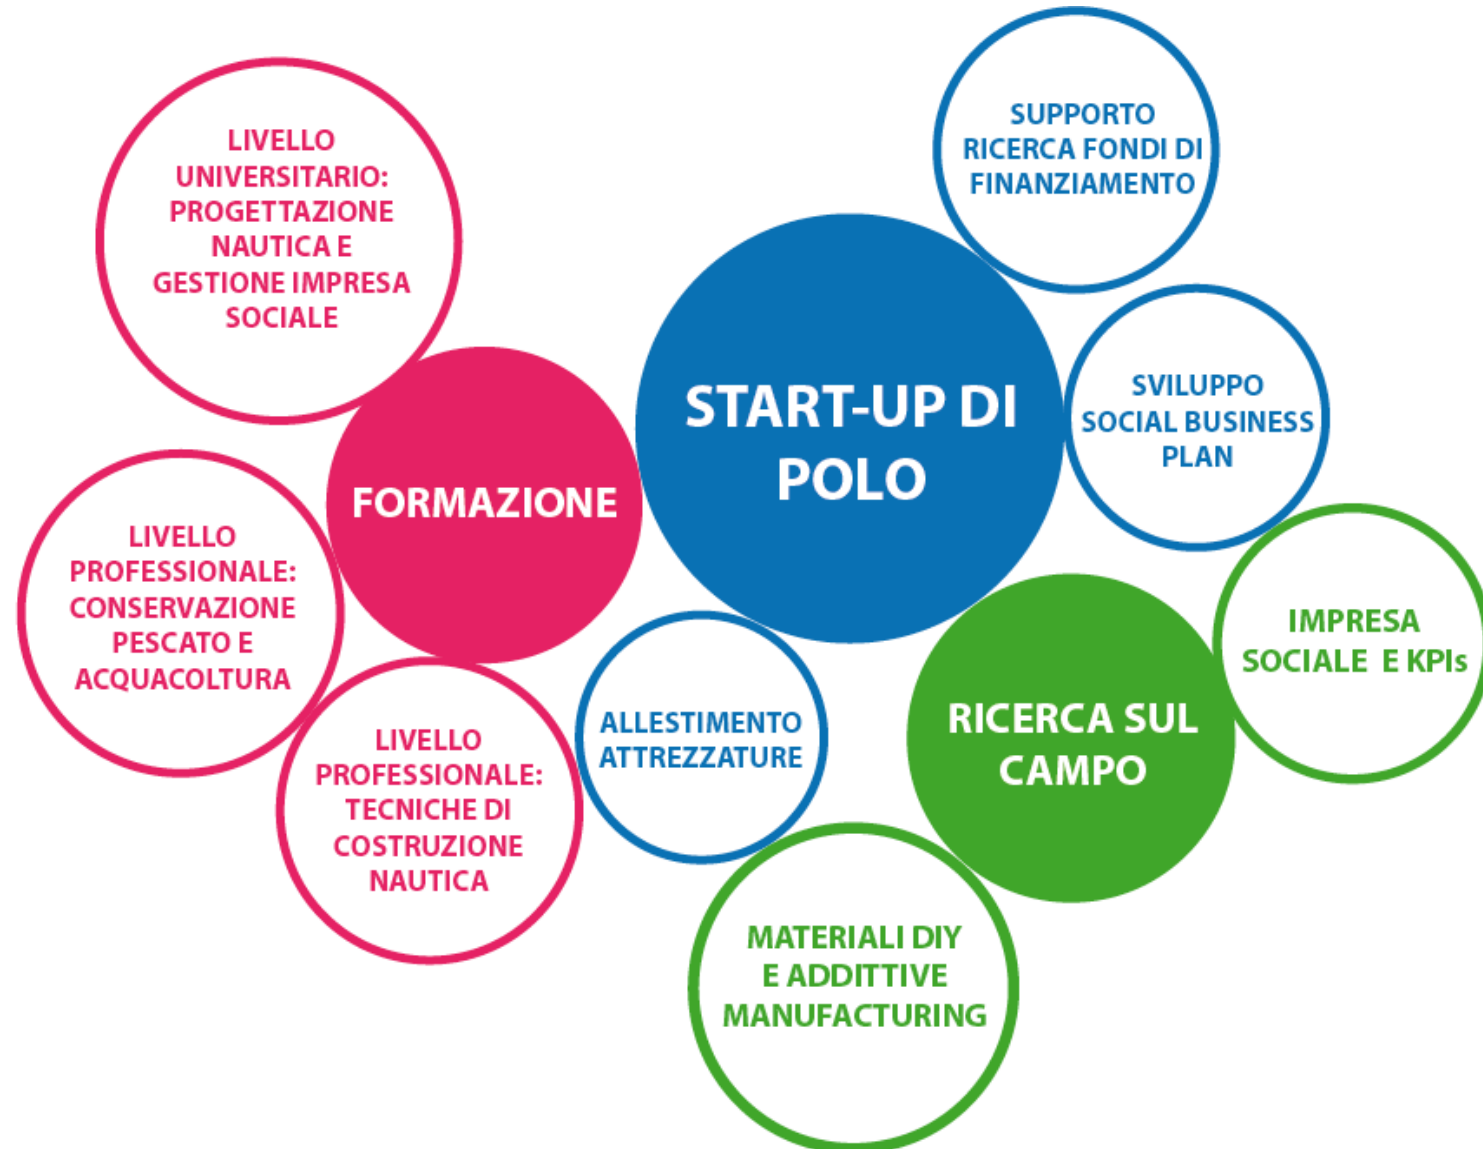 LIVELLO
UNIVERSITARIO:
PROGETTAZIONE
NAUTICA E
GESTIONE IMPRESA
SOCIALE
FORMAZIONE
LIVELLO
PROFESSIONALE:
CONSERVAZIONE
PESCATO E
ACQUACOLTURA
LIVELLO
PROFESSIONALE:
TECNICHE DI
COSTRUZIONE
NAUTICA
START-UP DI
POLO
SUPPORTO
RICERCA FONDI DI
FINANZIAMENTO
SVILUPPO
SOCIAL BUSINESS
PLAN
ALLESTIMENTO
ATTREZZATURE
RICERCA SUL
CAMPO
IMPRESA
SOCIALE E KPIs
MATERIALI DIY
E ADDITTIVE
MANUFACTURING